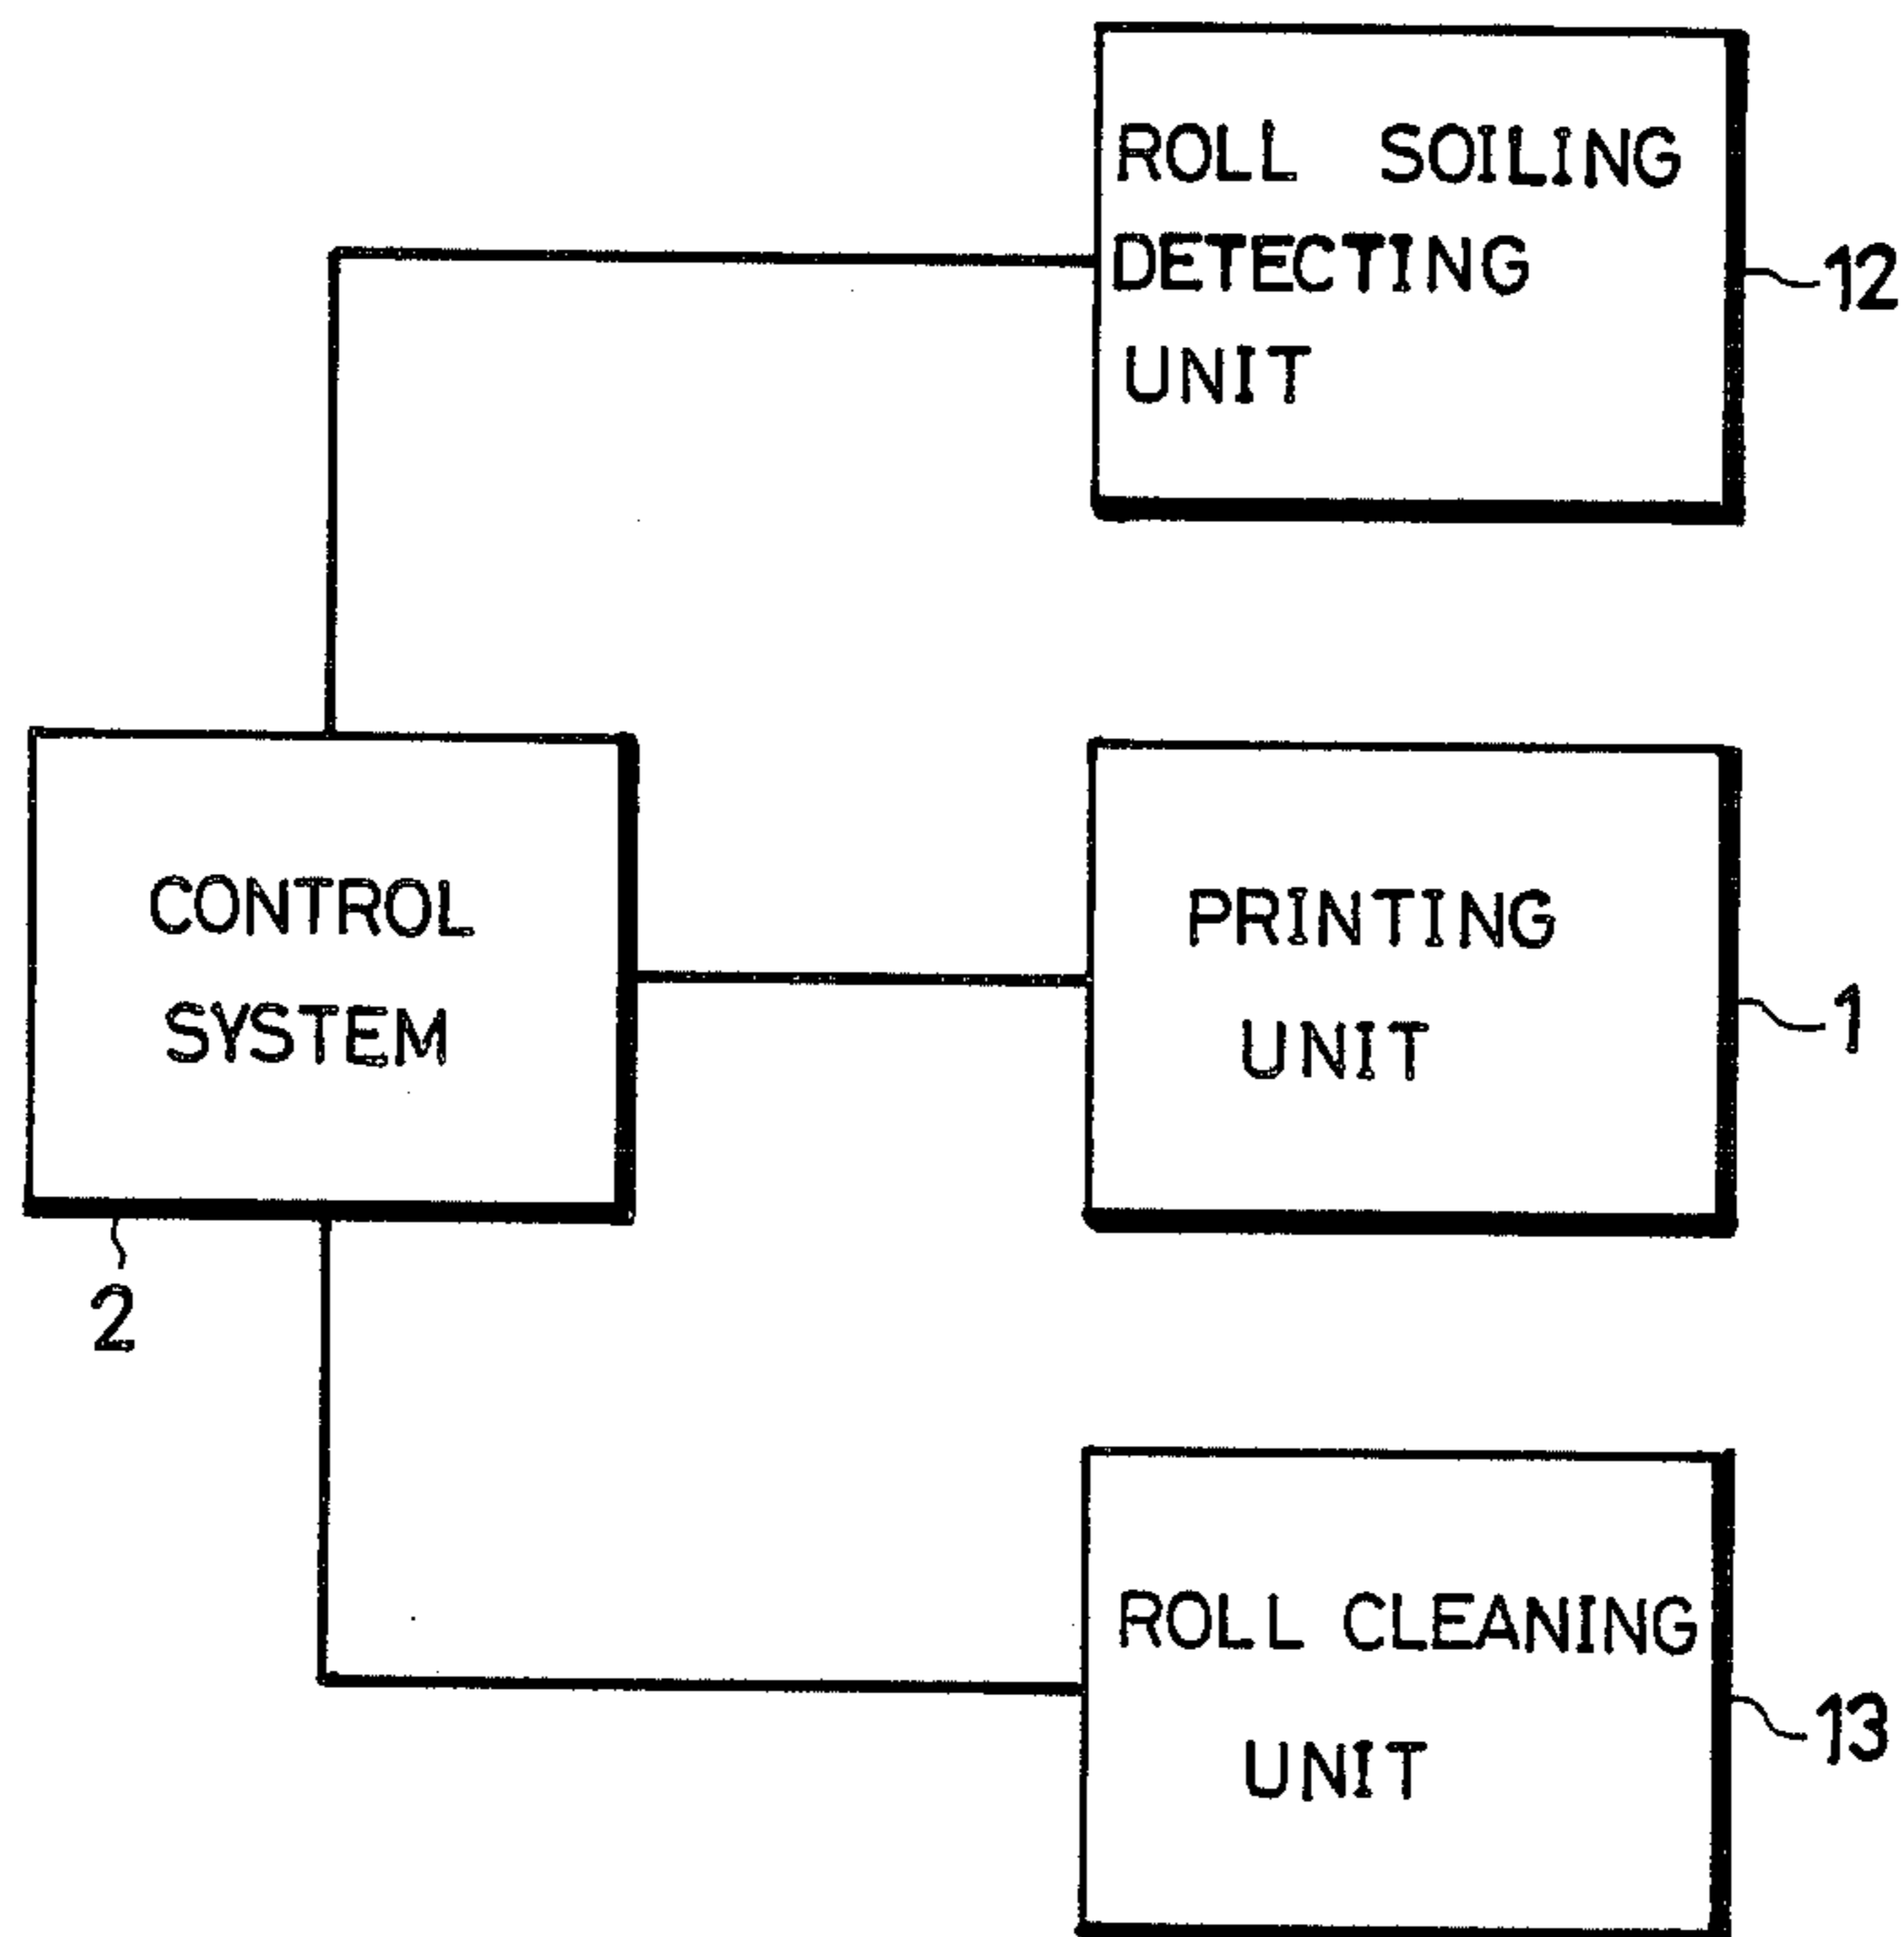 ROLL SOILING
DETECTING
UNIT
12
CONTROL
SYSTEM
2
PRINTING
UNIT
1
ROLL CLEANING
UNIT
13